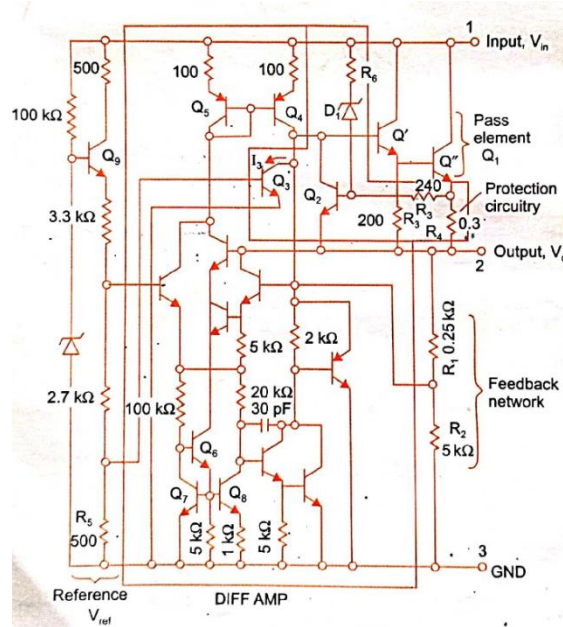 1 Input, Vin
500
100
100
R6
Q5
Q4
D1
Q'
Pass element Q1
100 kΩ
Q9
I3
Q3
Q2
Q"
240
R3
Protection circuitry
3.3 kΩ
200
R3
R4
0.3
2 Output, V
5 kΩ
2 kΩ
R1 0.25 kΩ
2.7 kΩ
100 kΩ
20 kΩ
30 pF
Feedback network
R2
5 kΩ
Q6
Q7
Q8
R5
500
5 kΩ
1 kΩ
5 kΩ
3 GND
Reference
Vref
DIFF AMP